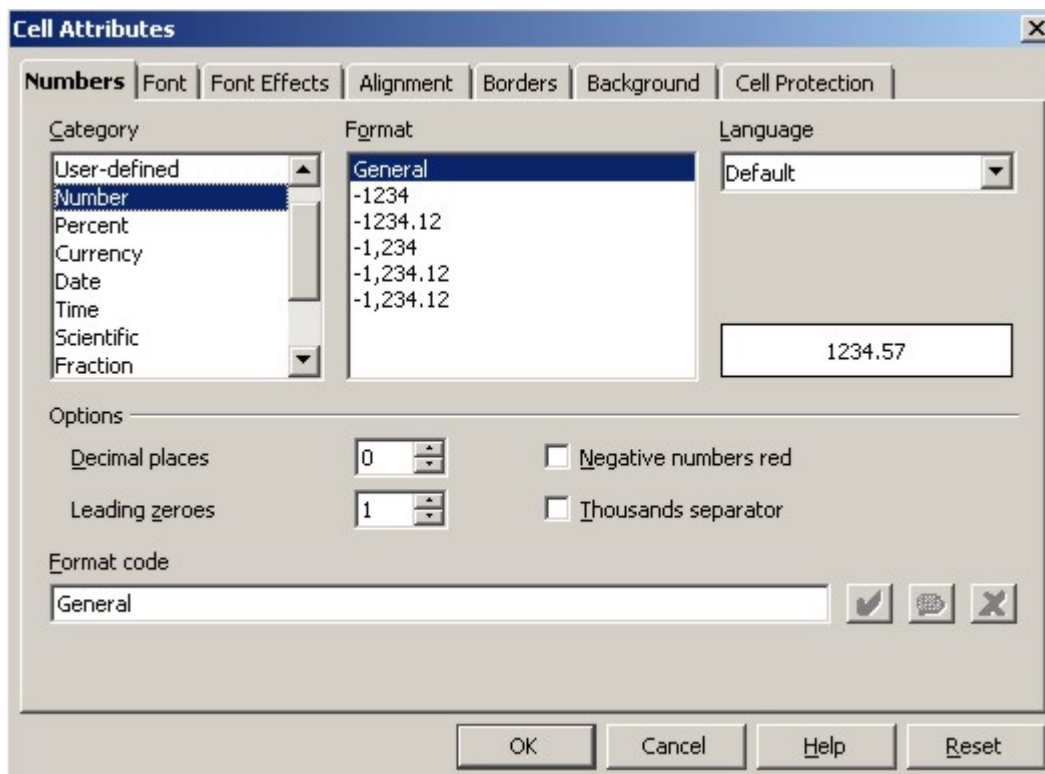 Cell Attributes
Numbers Font Font Effects Alignment Borders Background Cell Protection
Category
User-defined
Number
Percent
Currency
Date
Time
Scientific
Fraction
Format
General
-1234
-1234.12
-1,234
-1,234.12
-1,234.12
Language
Default
1234.57
Options
Decimal places 0
Negative numbers red
Leading zeroes 1
Thousands separator
Format code
General
OK Cancel Help Reset